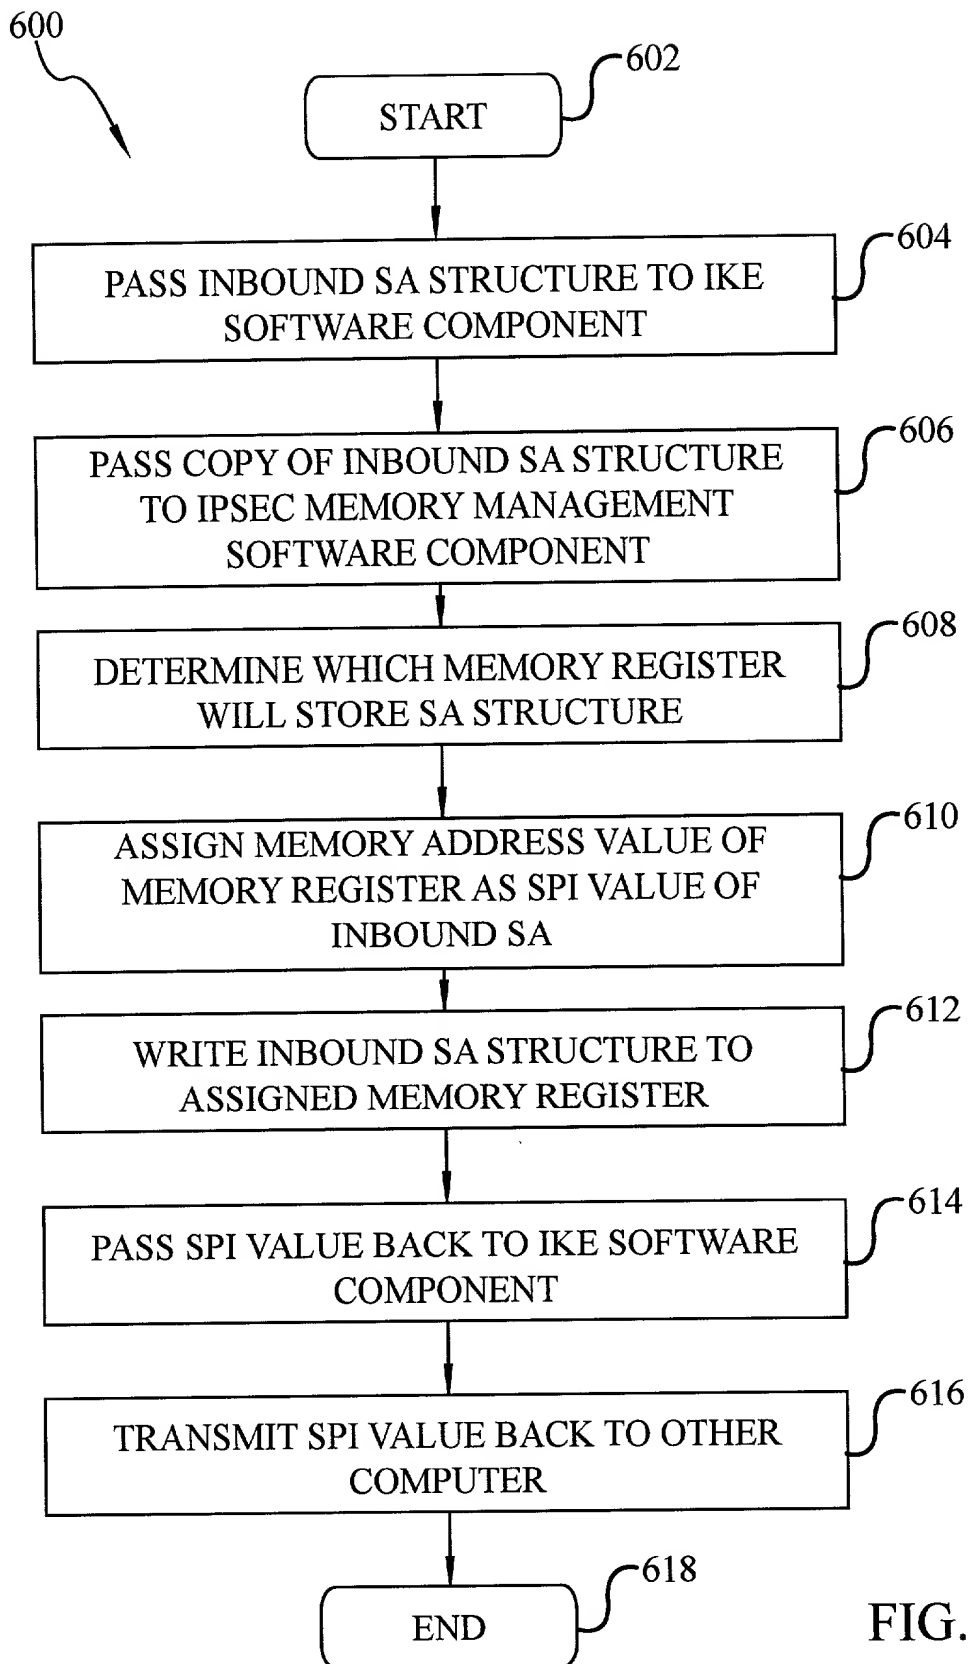 600
602
START
604
PASS INBOUND SA STRUCTURE TO IKE
SOFTWARE COMPONENT
606
PASS COPY OF INBOUND SA STRUCTURE
TO IPSEC MEMORY MANAGEMENT
SOFTWARE COMPONENT
608
DETERMINE WHICH MEMORY REGISTER
WILL STORE SA STRUCTURE
610
ASSIGN MEMORY ADDRESS VALUE OF
MEMORY REGISTER AS SPI VALUE OF
INBOUND SA
612
WRITE INBOUND SA STRUCTURE TO
ASSIGNED MEMORY REGISTER
614
PASS SPI VALUE BACK TO IKE SOFTWARE
COMPONENT
616
TRANSMIT SPI VALUE BACK TO OTHER
COMPUTER
618
END
FIG.